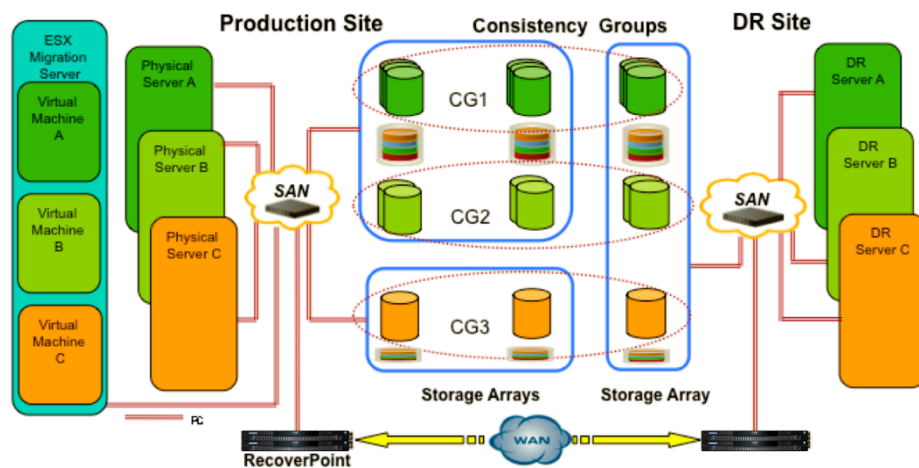 Production Site
Consistency Groups
DR Site
ESX
Migration
Server
Virtual
Machine
A
Virtual
Machine
B
Virtual
Machine
C
Physical
Server A
Physical
Server B
Physical
Server C
SAN
CG1
CG2
CG3
SAN
DR
Server A
DR
Server B
DR
Server C
Storage Arrays
Storage Array
WAN
RecoverPoint